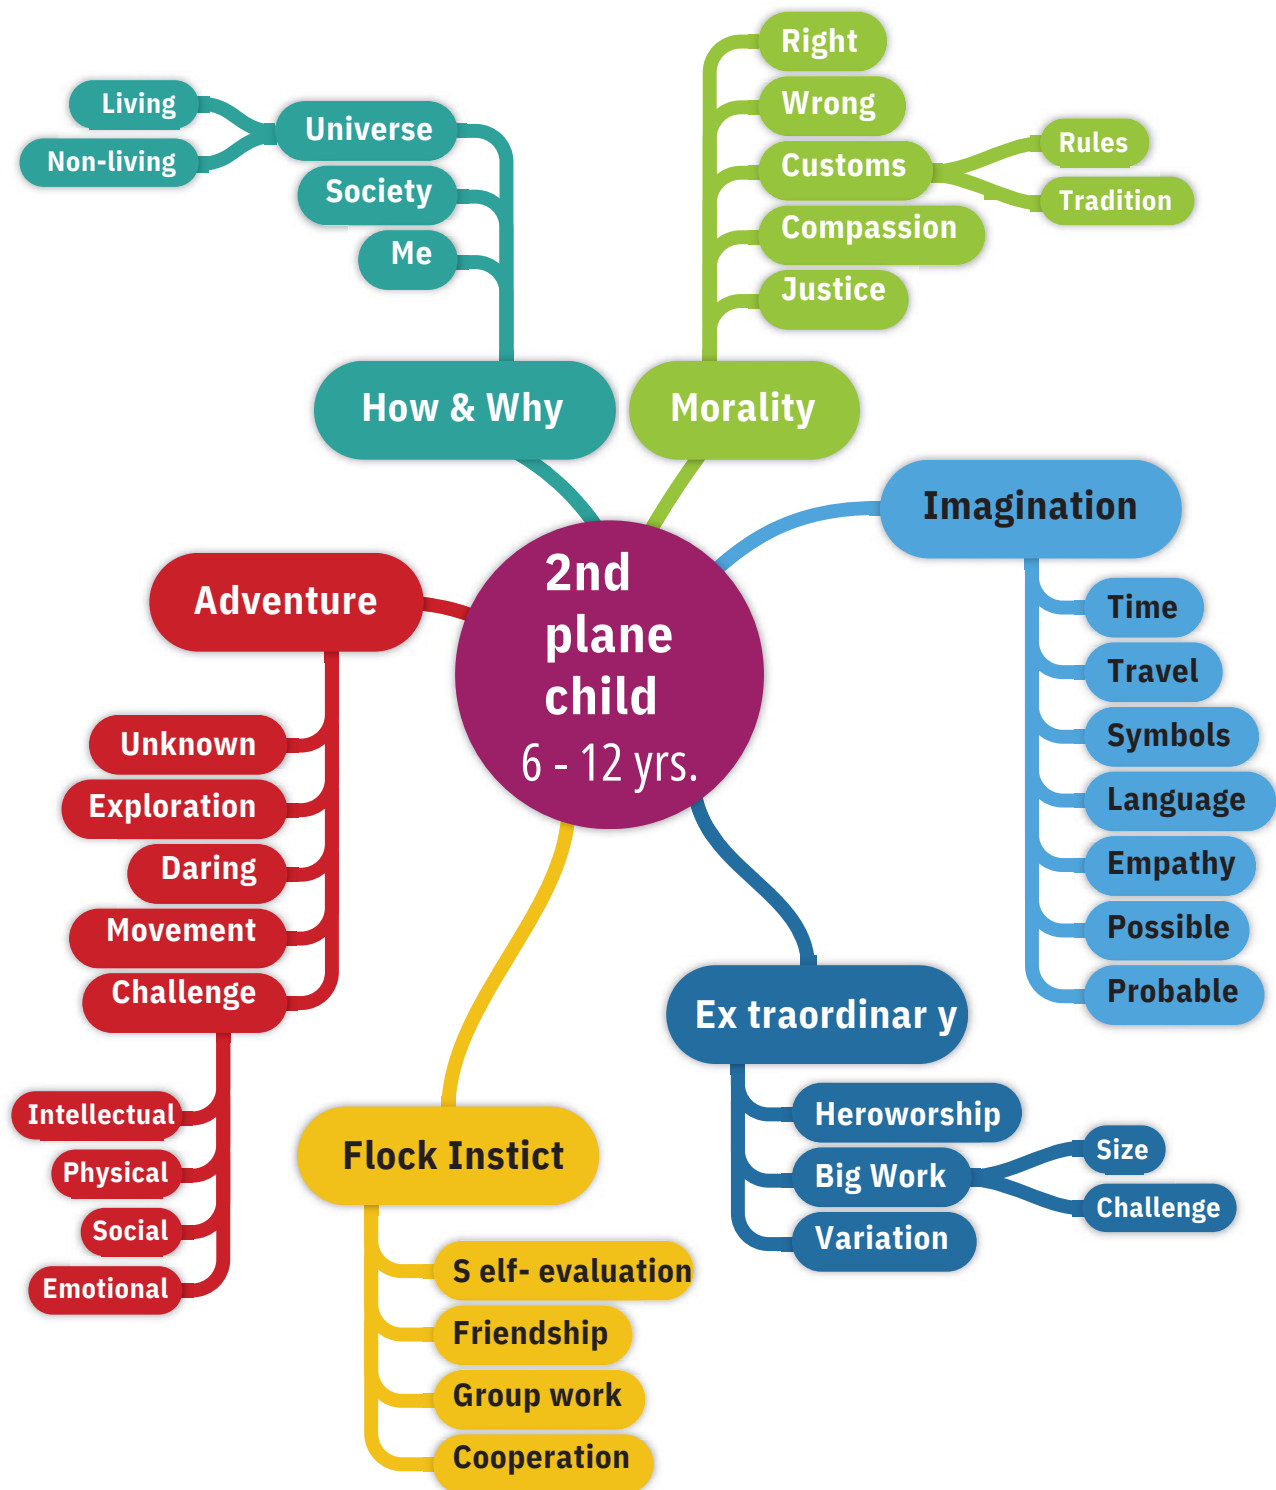 Living
Non-living
Universe
Society
Me
How & Why
Right
Wrong
Customs
Compassion
Justice
Rules
Tradition
Morality
Imagination
Time
Travel
Symbols
Language
Empathy
Possible
Probable
2nd
plane
child
6 - 12 yrs.
Adventure
Unknown
Exploration
Daring
Movement
Challenge
Intellectual
Physical
Social
Emotional
Flock Instict
S elf- evaluation
Friendship
Group work
Cooperation
Ex traordinar y
Heroworship
Big Work
Variation
Size
Challenge